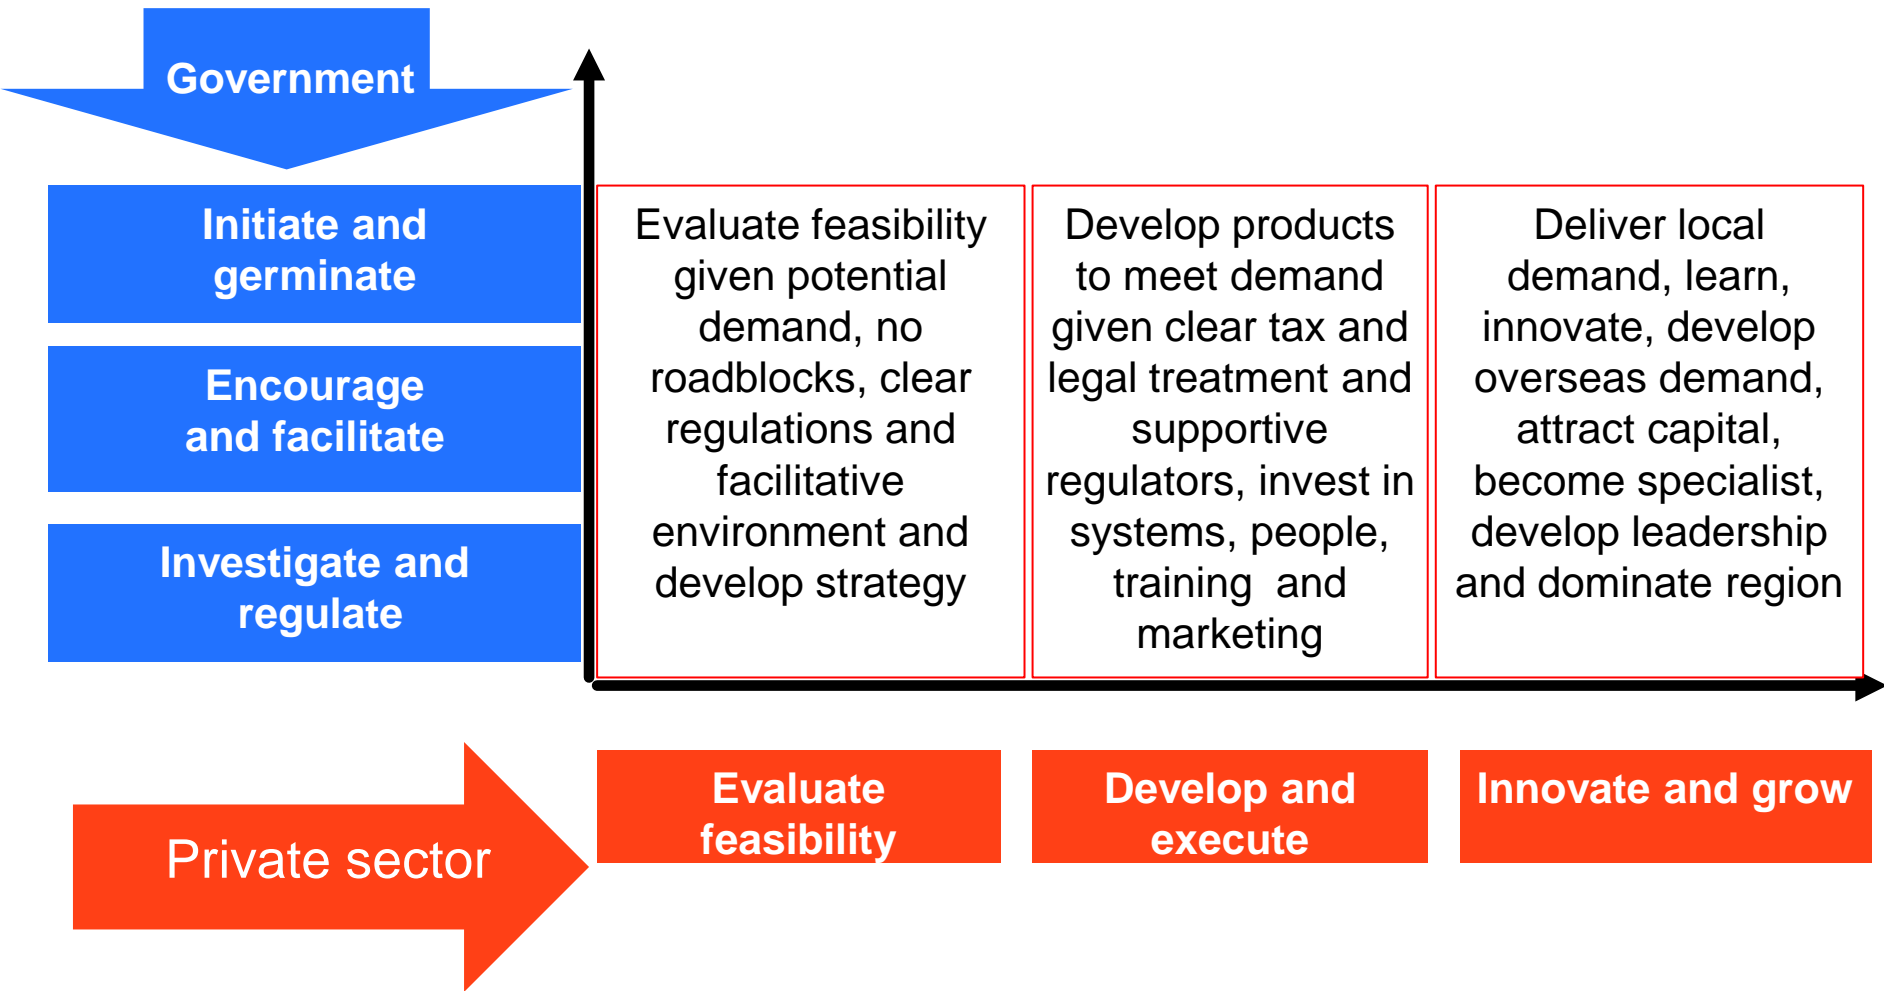 Government
Initiate and
germinate
Encourage
and facilitate
Investigate and
regulate
Evaluate feasibility
given potential
demand, no
roadblocks, clear
regulations and
facilitative
environment and
develop strategy
Develop products
to meet demand
given clear tax and
legal treatment and
supportive
regulators, invest in
systems, people,
training  and
marketing
Deliver local
demand, learn,
innovate, develop
overseas demand,
attract capital,
become specialist,
develop leadership
and dominate region
Private sector
Evaluate
feasibility
Develop and
execute
Innovate and grow